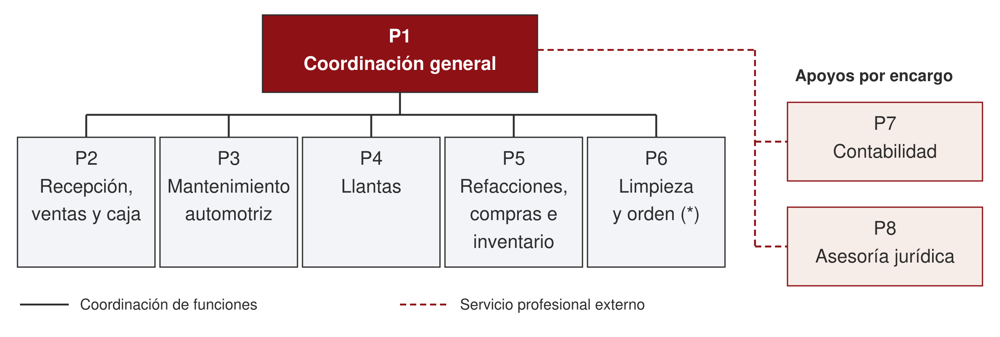 P1
Coordinación general
Apoyos por encargo
P2
Recepción,
ventas y caja
P3
Mantenimiento
automotriz
P4
Llantas
P5
Refacciones,
compras e
inventario
P6
Limpieza
y orden (*)
P7
Contabilidad
P8
Asesoría jurídica
Coordinación de funciones
Servicio profesional externo